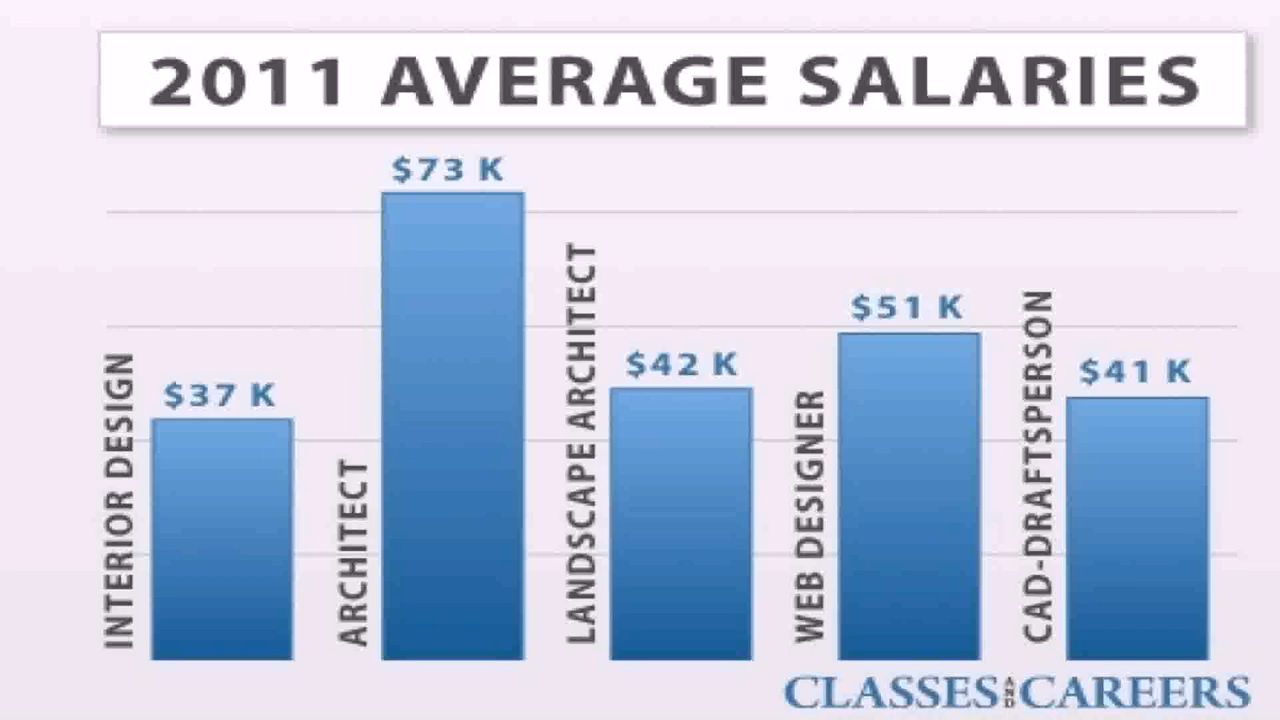 2011 AVERAGE SALARIES
INTERIOR DESIGN
$37 K
ARCHITECT
$73 K
LANDSCAPE ARCHITECT
$42 K
WEB DESIGNER
$51 K
CAD-DRAFTSPERSON
$41 K
CLASSES AND CAREERS